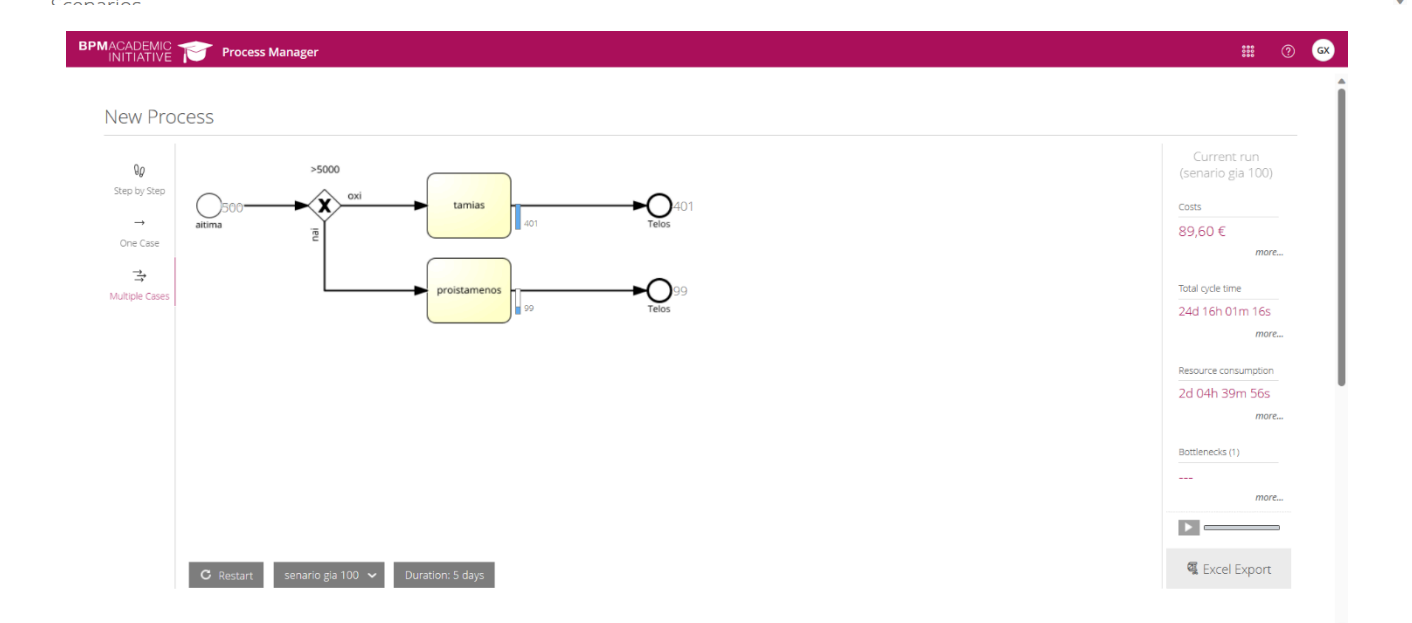 BPMACADEMIC
INITIATIVE
Process Manager
GX
New Process
Step by Step
One Case
Multiple Cases
>5000
500
aitima
X
oxi
nai
tamias
401
401
Telos
proistamenos
99
99
Telos
Current run
(senario gia 100)
Costs
89,60 €
more...
Total cycle time
24d 16h 01m 16s
more...
Resource consumption
2d 04h 39m 56s
more...
Bottlenecks (1)
---
more...
Restart
senario gia 100
Duration: 5 days
Excel Export